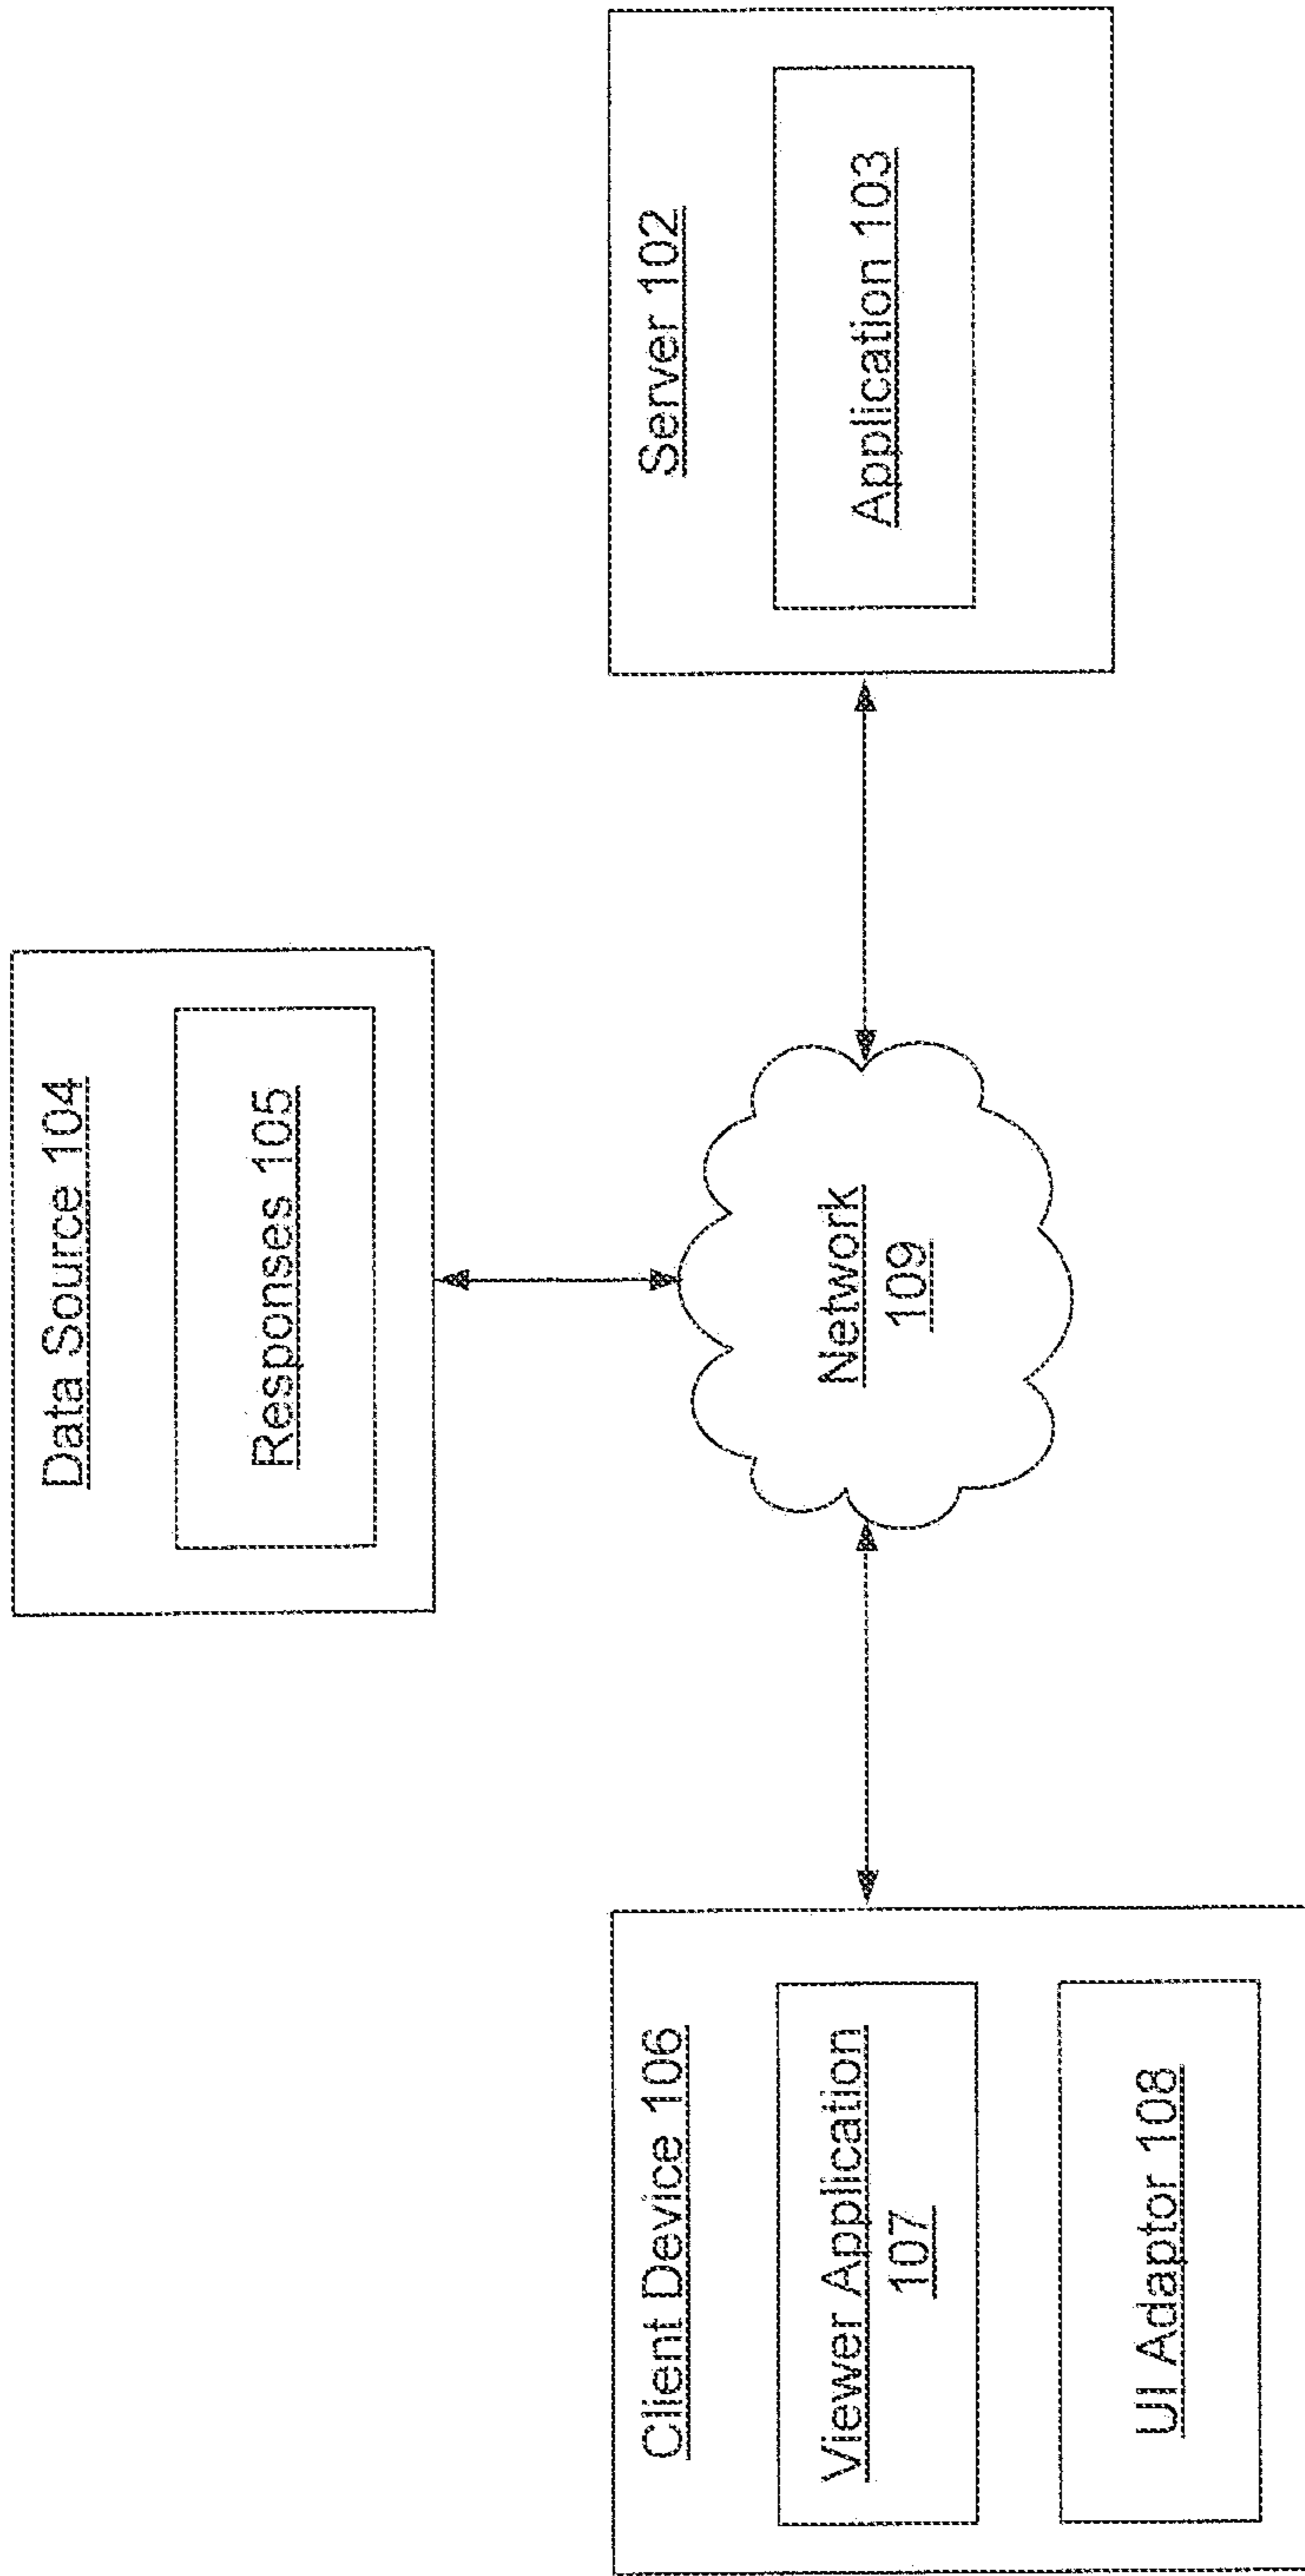 Data Source 104
Responses 105
Client Device 106
Viewer Application
107
UI Adaptor 108
Network
109
Server 102
Application 103